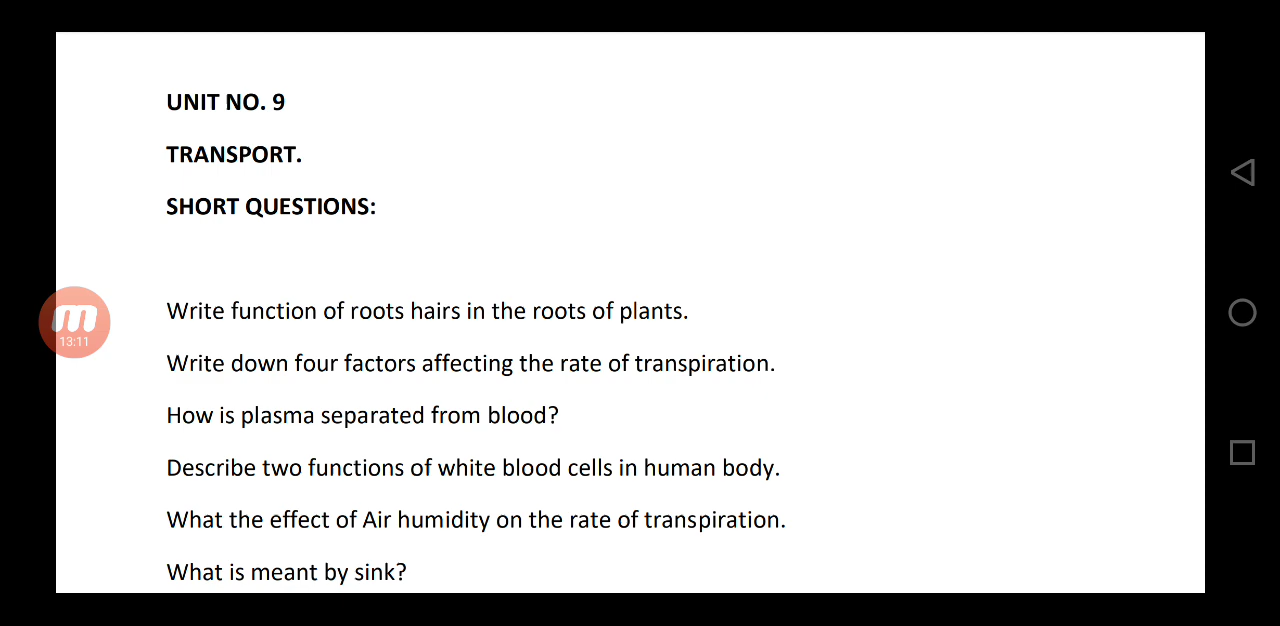 UNIT NO. 9
TRANSPORT.
SHORT QUESTIONS:
Write function of roots hairs in the roots of plants.
13:11
Write down four factors affecting the rate of transpiration.
How is plasma separated from blood?
Describe two functions of white blood cells in human body.
What the effect of Air humidity on the rate of transpiration.
What is meant by sink?